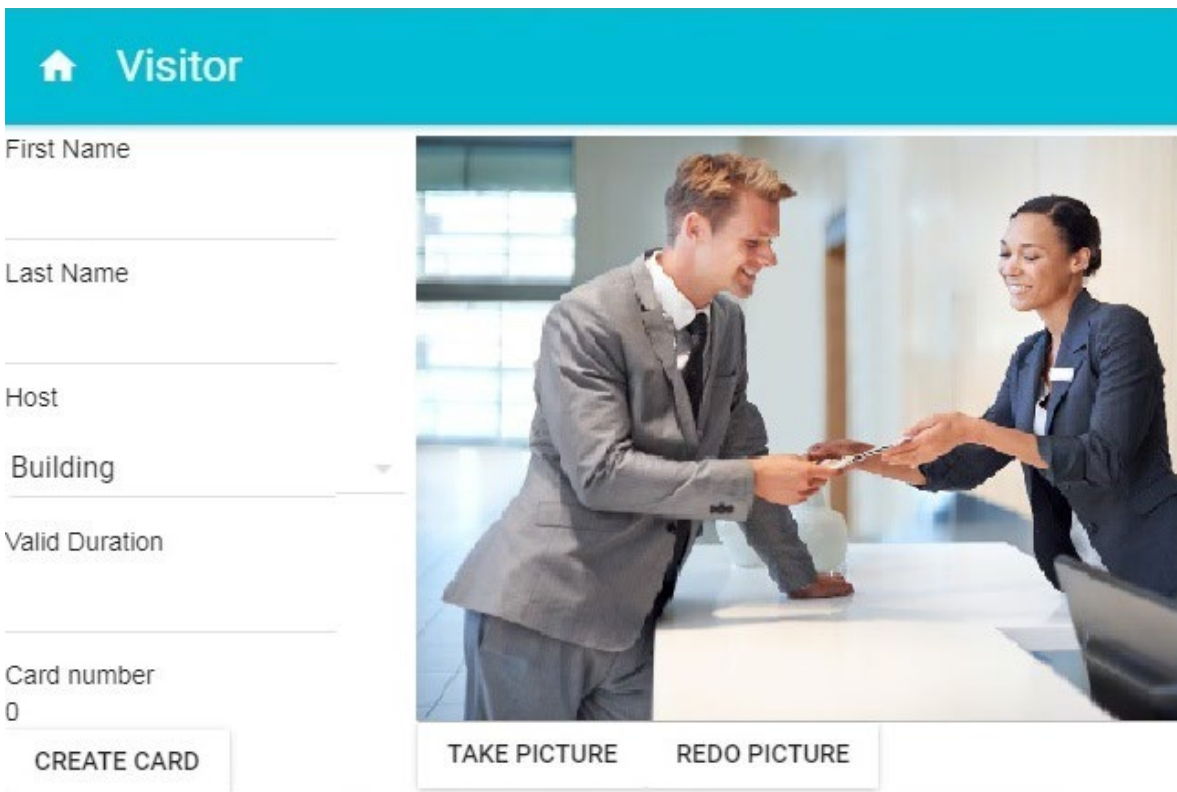 Visitor
First Name
Last Name
Host
Building
Valid Duration
Card number
0
CREATE CARD
TAKE PICTURE
REDO PICTURE